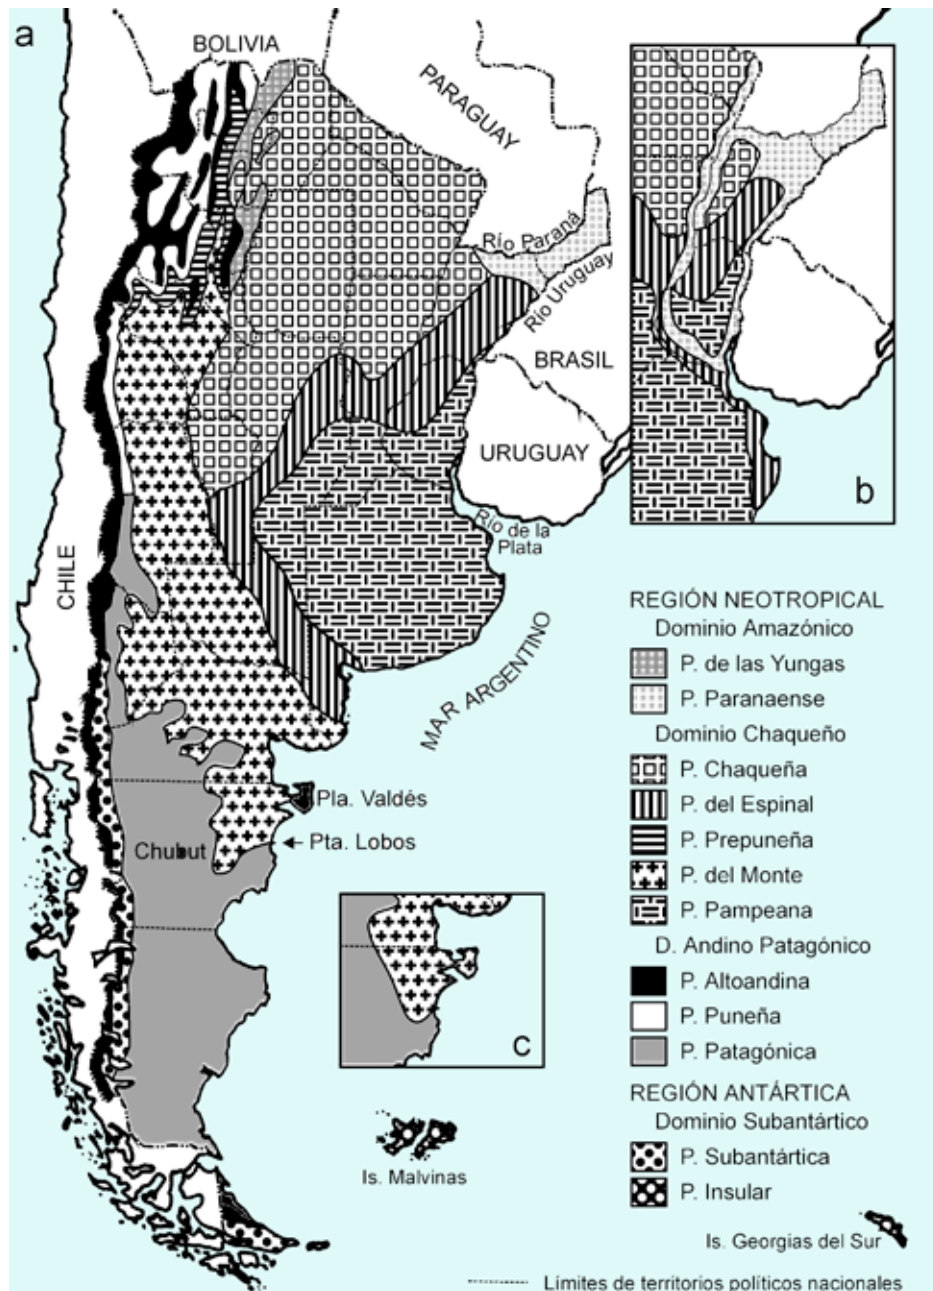 a
BOLIVIA
PARAGUAY
Río Paraná
Río Uruguay
BRASIL
URUGUAY
Río de la
Plata
CHILE
MAR ARGENTINO
Pla. Valdés
Pta. Lobos
Chubut
b
c
Is. Malvinas
REGIÓN NEOTROPICAL
Dominio Amazónico
P. de las Yungas
P. Paranaense
Dominio Chaqueño
P. Chaqueña
P. del Espinal
P. Prepuneña
P. del Monte
P. Pampeana
D. Andino Patagónico
P. Altoandina
P. Puneña
P. Patagónica
REGIÓN ANTÁRTICA
Dominio Subantártico
P. Subantártica
P. Insular
Is. Georgias del Sur
Límites de territorios políticos nacionales